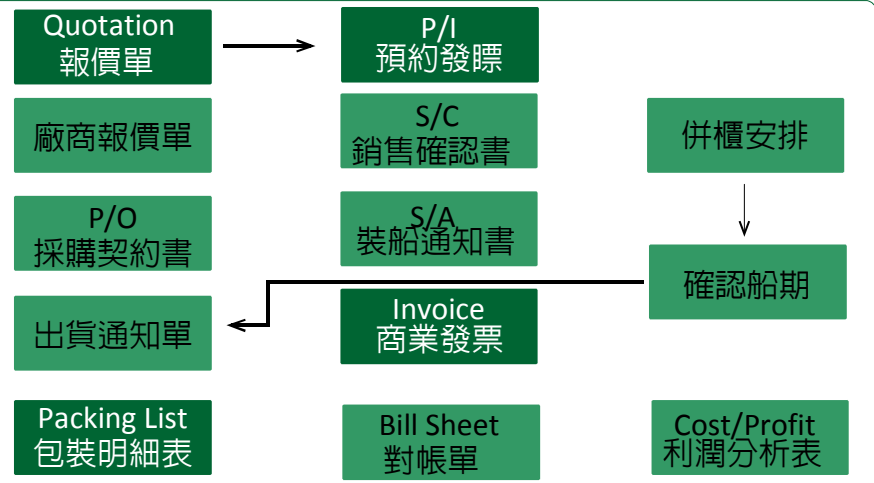 Quotation
報價單
P/I
預約發瞟
廠商報價單
S/C
銷售確認書
併櫃安排
P/O
採購契約書
S/A
裝船通知書
確認船期
出貨通知單
Invoice
商業發票
Packing List
包裝明細表
Bill Sheet
對帳單
Cost/Profit
利潤分析表